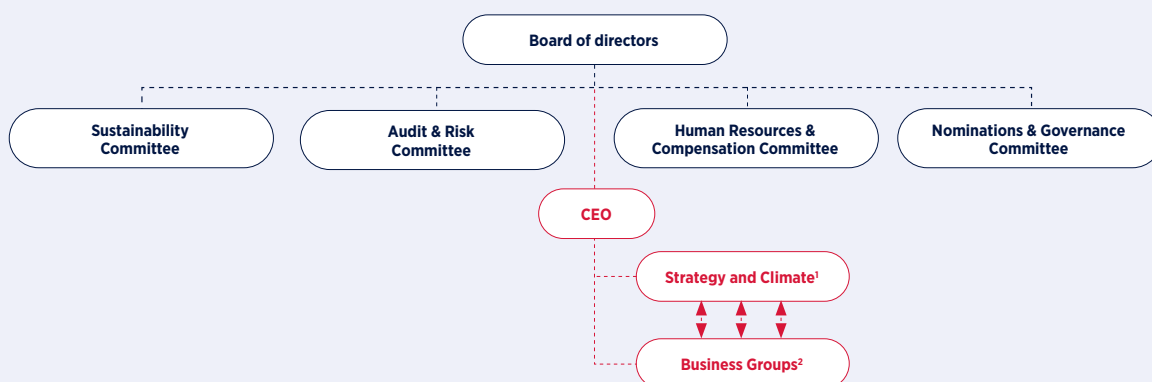 Board of directors
Sustainability
Committee
Audit & Risk
Committee
Human Resources &
Compensation Committee
Nominations & Governance
Committee
CEO
Strategy and Climate¹
Business Groups²